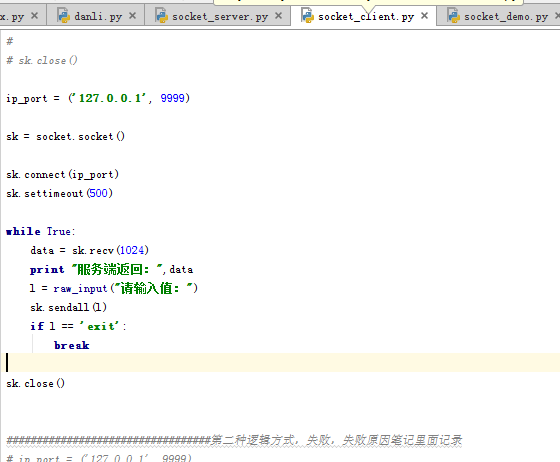 x.py danli.py socket_server.py socket_client.py socket_demo.py
#
# sk.close()
ip_port = ('127.0.0.1', 9999)
sk = socket.socket()
sk.connect(ip_port)
sk.settimeout(500)
while True:
    data = sk.recv(1024)
    print "服务端返回：",data
    l = raw_input("请输入值：")
    sk.sendall(l)
    if l == 'exit':
        break
sk.close()
##################################第二种逻辑方式，失败，失败原因笔记里面记录
# ip_port = ('127.0.0.1', 9999)